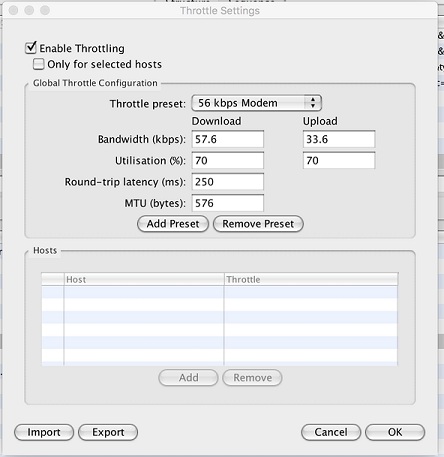 Throttle Settings
Enable Throttling
Only for selected hosts
Global Throttle Configuration
Throttle preset: 56 kbps Modem
Download Upload
Bandwidth (kbps): 57.6 33.6
Utilisation (%): 70 70
Round-trip latency (ms): 250
MTU (bytes): 576
Add Preset Remove Preset
Hosts
Host Throttle
Add Remove
Import Export Cancel OK